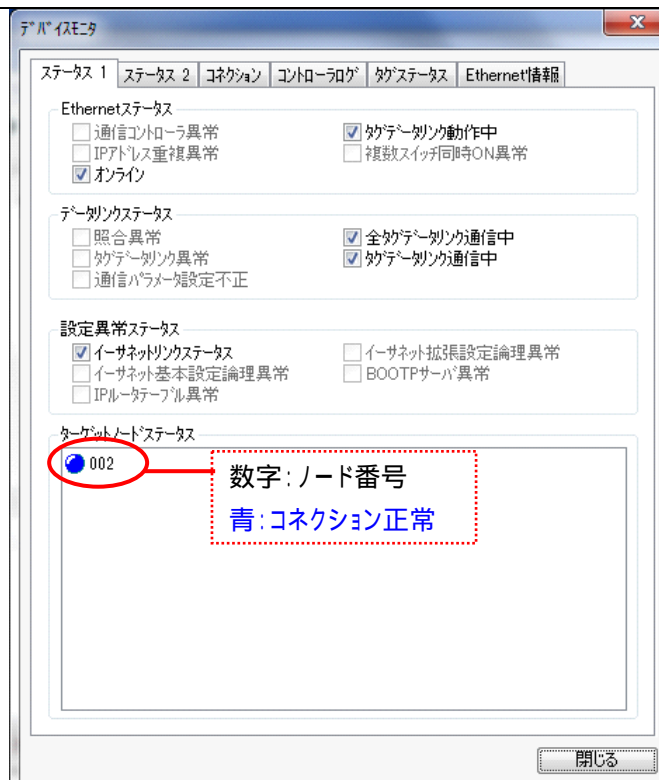 デバイスモニタ
ステータス 1 ステータス 2 コネクション コントローラログ タグステータス Ethernet情報
Ethernetステータス
通信コントローラ異常 タグデータリンク動作中
IPアドレス重複異常 複数スイッチ同時ON異常
オンライン
データリンクステータス
照合異常 全タグデータリンク通信中
タグデータリンク異常 タグデータリンク通信中
通信パラメータ設定不正
設定異常ステータス
イーサネットリンクステータス イーサネット拡張設定論理異常
イーサネット基本設定論理異常 BOOTPサーバ異常
IPルータテーブル異常
ターゲットノードステータス
002
数字:ノード番号
青:コネクション正常
閉じる